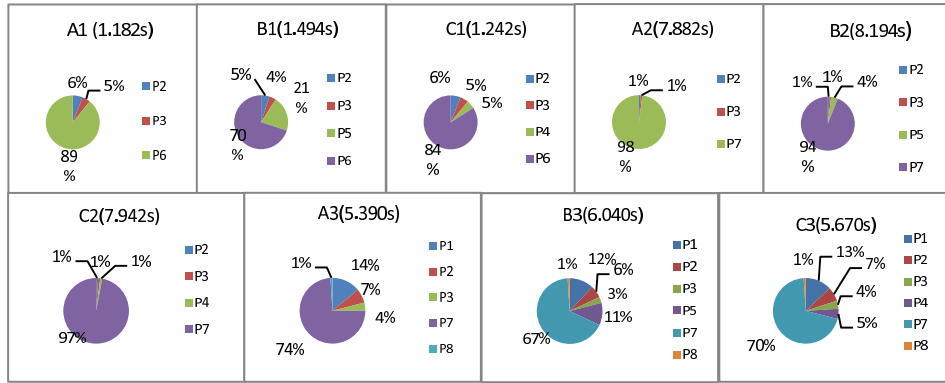 A1 (1.182s)
6%
5%
89
%
P2
P3
P6
B1(1.494s)
5%
4%
21
%
70
%
P2
P3
P5
P6
C1(1.242s)
6%
5%
5%
84
%
P2
P3
P4
P6
A2(7.882s)
1%
1%
98
%
P2
P3
P7
B2(8.194s)
1%
1%
4%
94
%
P2
P3
P5
P7
C2(7.942s)
1%
1%
1%
97%
P2
P3
P4
P7
A3(5.390s)
1%
14%
7%
4%
74%
P1
P2
P3
P7
P8
B3(6.040s)
1%
12%
6%
3%
11%
67%
P1
P2
P3
P5
P7
P8
C3(5.670s)
1%
13%
7%
4%
5%
70%
P1
P2
P3
P4
P7
P8